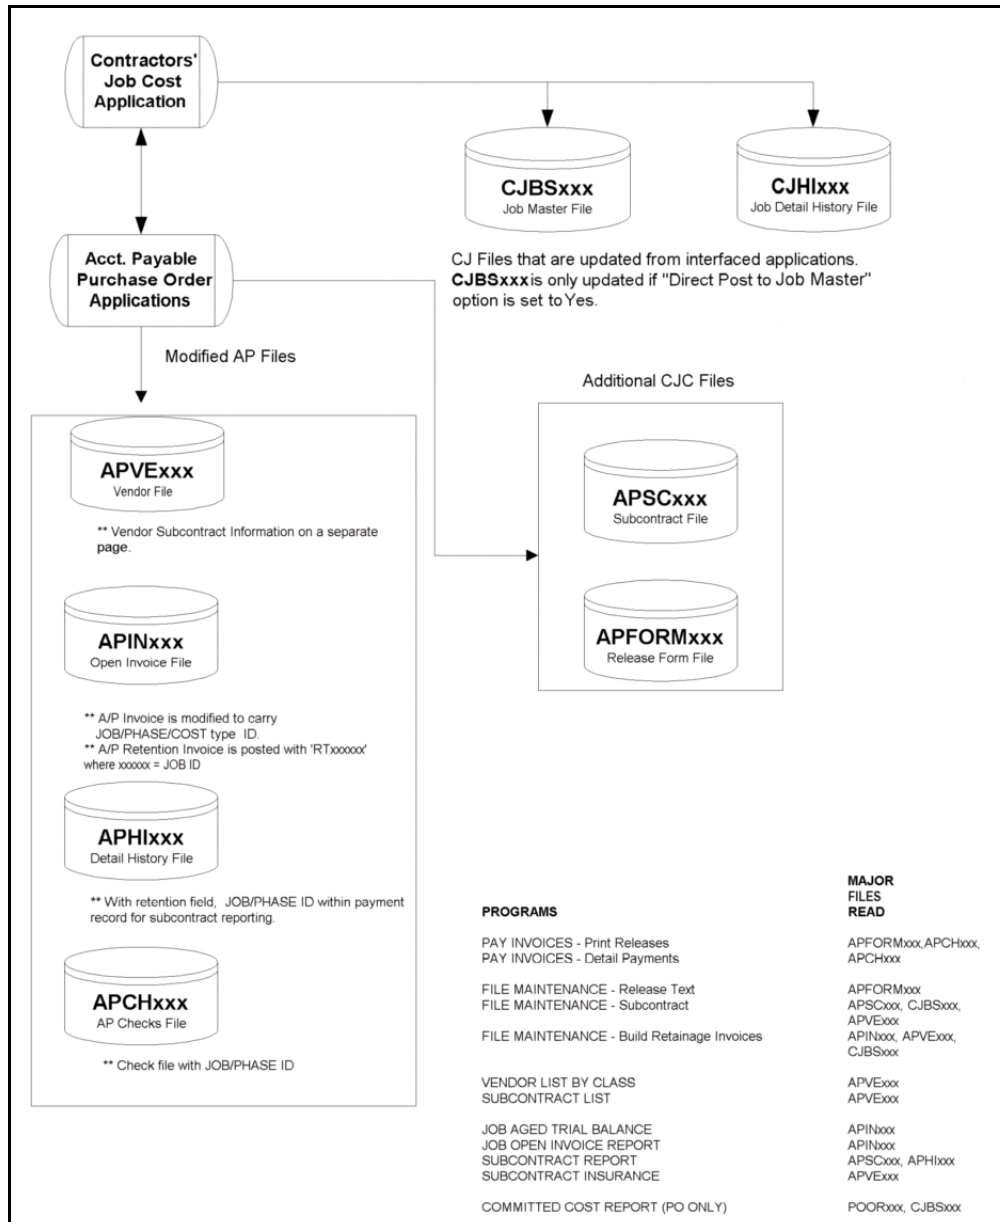 Contractors'
Job Cost
Application
CJBSxxx
Job Master File
CJHIxxx
Job Detail History File
Acct. Payable
Purchase Order
Applications
CJ Files that are updated from interfaced applications.
CJBSxxx is only updated if "Direct Post to Job Master"
option is set to Yes.
Modified AP Files
Additional CJC Files
APVExxx
Vendor File
** Vendor Subcontract Information on a separate
page.
APINxxx
Open Invoice File
** A/P Invoice is modified to carry
JOB/PHASE/COST type ID.
** A/P Retention Invoice is posted with 'RTxxxxxx'
where xxxxxx = JOB ID
APHIxxx
Detail History File
** With retention field, JOB/PHASE ID within payment
record for subcontract reporting.
APCHxxx
AP Checks File
** Check file with JOB/PHASE ID
APSCxxx
Subcontract File
APFORMxxx
Release Form File
MAJOR
FILES
PROGRAMS READ
PAY INVOICES - Print Releases APFORMxxx,APCHxxx,
PAY INVOICES - Detail Payments APCHxxx
FILE MAINTENANCE - Release Text APFORMxxx
FILE MAINTENANCE - Subcontract APSCxxx, CJBSxxx,
APVExxx
FILE MAINTENANCE - Build Retainage Invoices APINxxx, APVExxx,
CJBSxxx
VENDOR LIST BY CLASS APVExxx
SUBCONTRACT LIST APVExxx
JOB AGED TRIAL BALANCE APINxxx
JOB OPEN INVOICE REPORT APINxxx
SUBCONTRACT REPORT APSCxxx, APHIxxx
SUBCONTRACT INSURANCE APVExxx
COMMITTED COST REPORT (PO ONLY) POORxxx, CJBSxxx